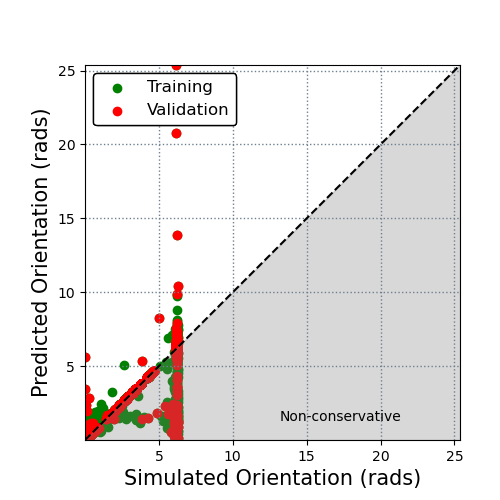 25
20
15
10
5
Training
Validation
Predicted Orientation (rads)
Non-conservative
5
10
15
20
25
Simulated Orientation (rads)